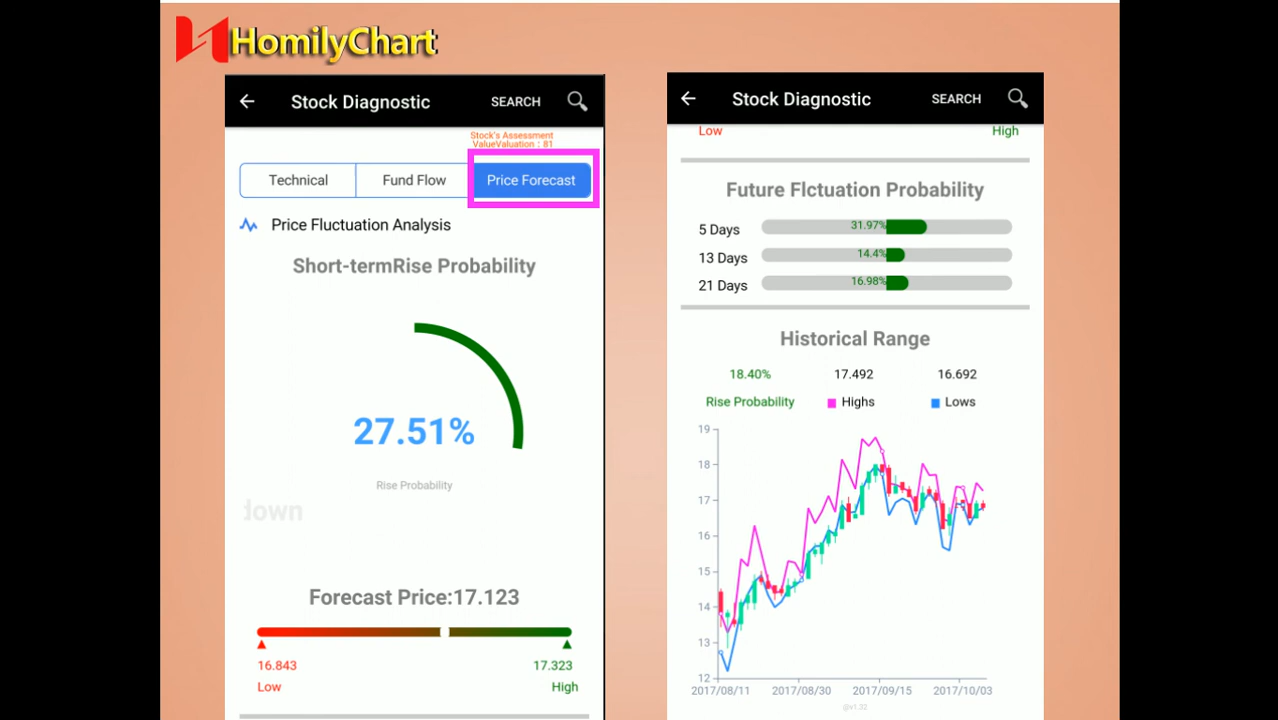 HomilyChart
Stock Diagnostic SEARCH
Stock's Assessment
ValueValuation : 81
Technical Fund Flow Price Forecast
Price Fluctuation Analysis
Short-termRise Probability
27.51%
Rise Probability
down
Forecast Price:17.123
16.843 17.323
Low High
Stock Diagnostic SEARCH
Low High
Future Flctuation Probability
5 Days 31.97%
13 Days 14.4%
21 Days 16.98%
Historical Range
18.40% 17.492 16.692
Rise Probability Highs Lows
19
18
17
16
15
14
13
12
2017/08/11 2017/08/30 2017/09/15 2017/10/03
@v1.32